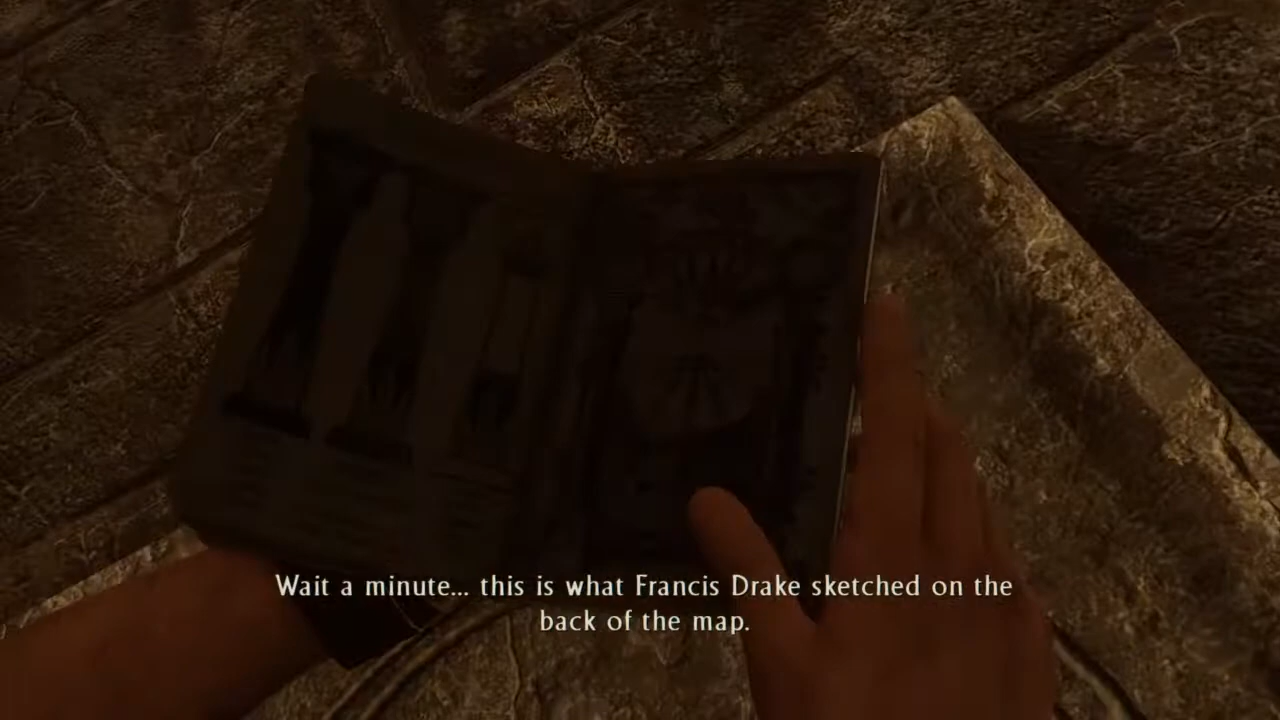 Wait a minute... this is what Francis Drake sketched on the
back of the map.